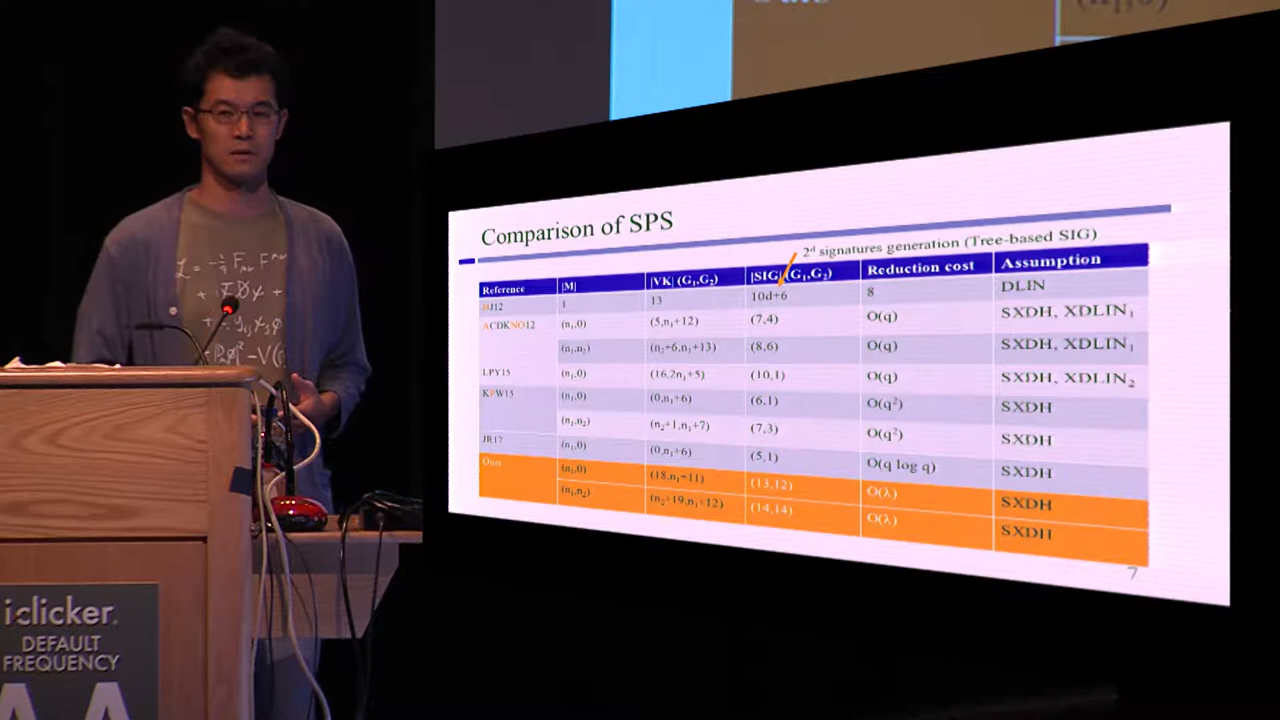 Comparison of SPS
2ᵈ signatures generation (Tree-based SIG)
Reference |M| |VK| (G₁,G₂) |SIG| (G₁,G₂) Reduction cost Assumption
HJ12 1 13 10d+6 8 DLIN
ACDKNO12 (n₁,0) (5,n₁+12) (7,4) O(q) SXDH, XDLIN₁
(n₁,n₂) (n₂+6,n₁+13) (8,6) O(q) SXDH, XDLIN₁
LPY15 (n₁,0) (16,2n₁+5) (10,1) O(q) SXDH, XDLIN₂
KPW15 (n₁,0) (0,n₁+6) (6,1) O(q²) SXDH
(n₁,n₂) (n₂+1,n₁+7) (7,3) O(q²) SXDH
JR17 (n₁,0) (0,n₁+6) (5,1) O(q log q) SXDH
Ours (n₁,0) (18,n₁+11) (13,12) O(λ) SXDH
(n₁,n₂) (n₂+19,n₁+12) (14,14) O(λ) SXDH
7
iclicker.
DEFAULT
FREQUENCY
AA